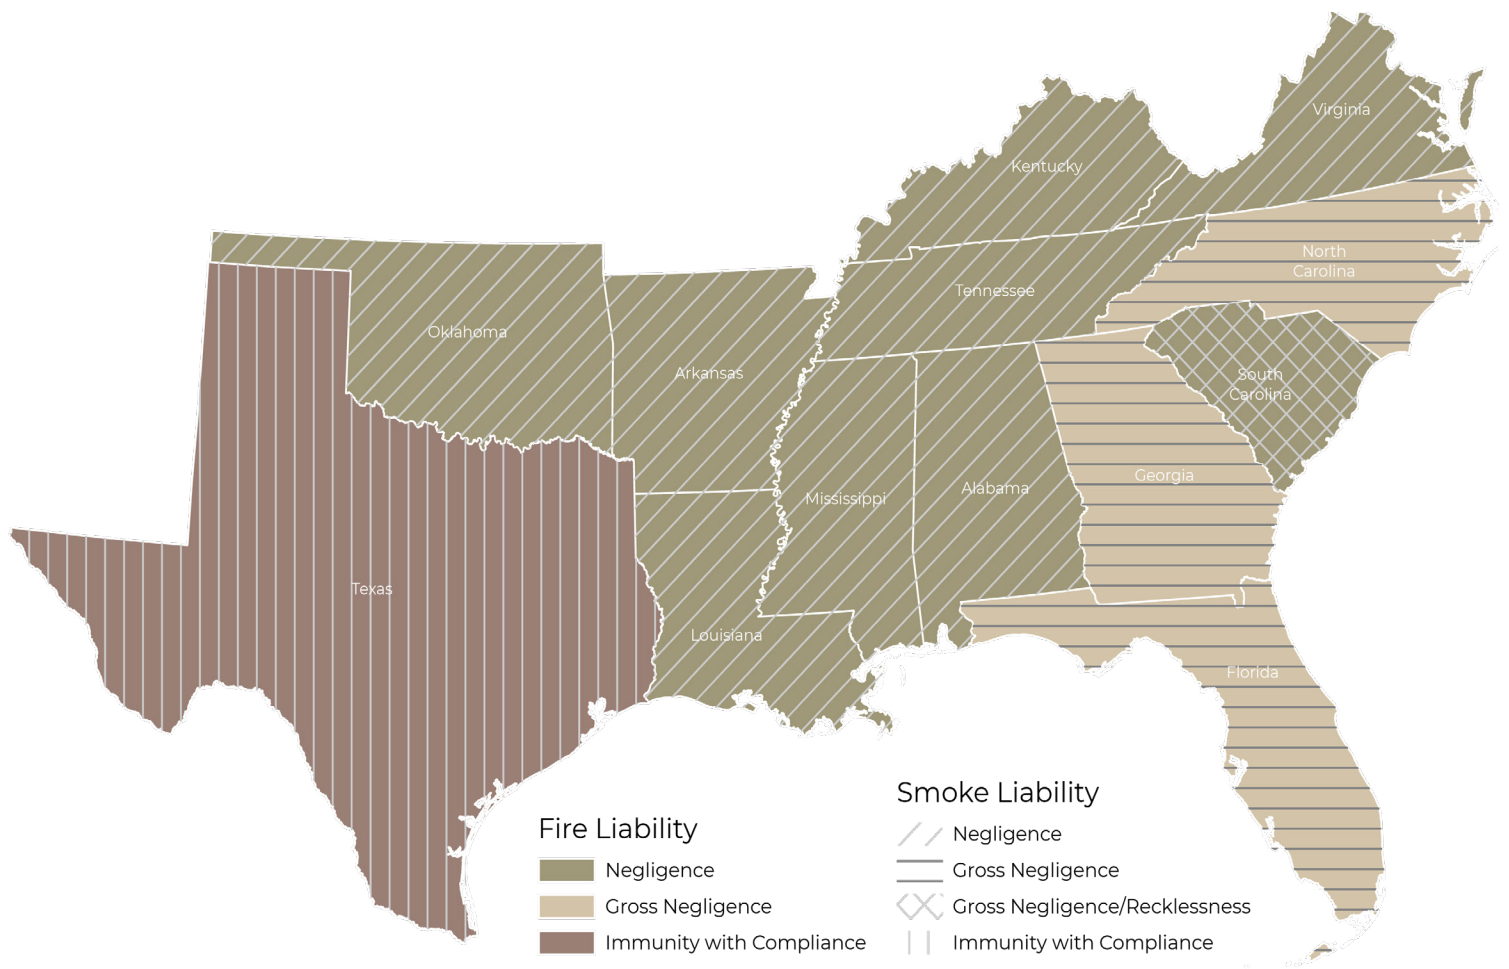 Virginia
Kentucky
North
Carolina
Tennessee
Oklahoma
Arkansas
South
Carolina
Georgia
Alabama
Mississippi
Texas
Louisiana
Florida
Fire Liability
Negligence
Gross Negligence
Immunity with Compliance
Smoke Liability
Negligence
Gross Negligence
Gross Negligence/Recklessness
Immunity with Compliance